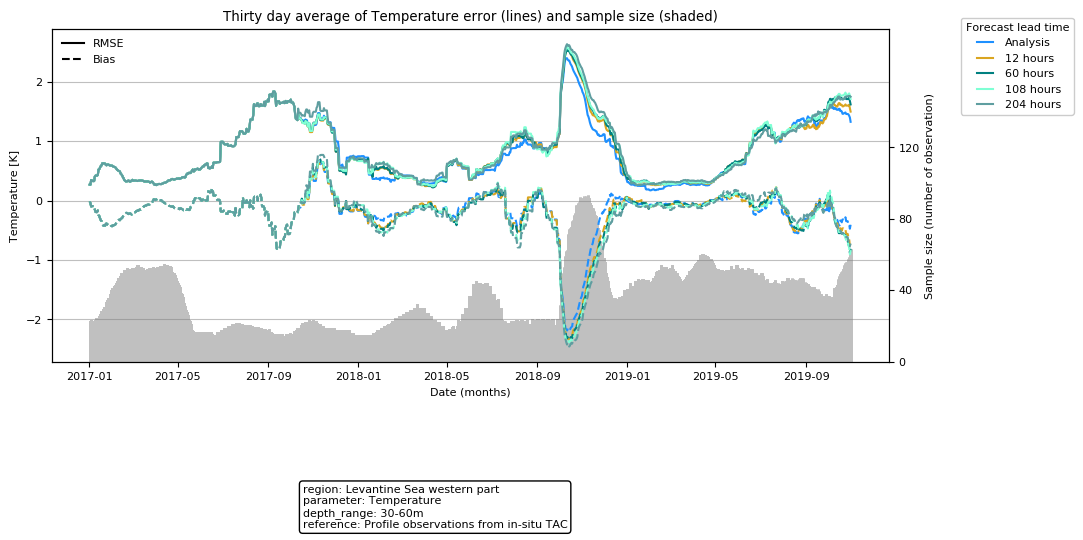 Thirty day average of Temperature error (lines) and sample size (shaded)
RMSE
Bias
Forecast lead time
Analysis
12 hours
60 hours
108 hours
204 hours
Temperature [K]
2
1
0
−1
−2
Sample size (number of observation)
120
80
40
0
2017-01 2017-05 2017-09 2018-01 2018-05 2018-09 2019-01 2019-05 2019-09
Date (months)
region: Levantine Sea western part
parameter: Temperature
depth_range: 30-60m
reference: Profile observations from in-situ TAC